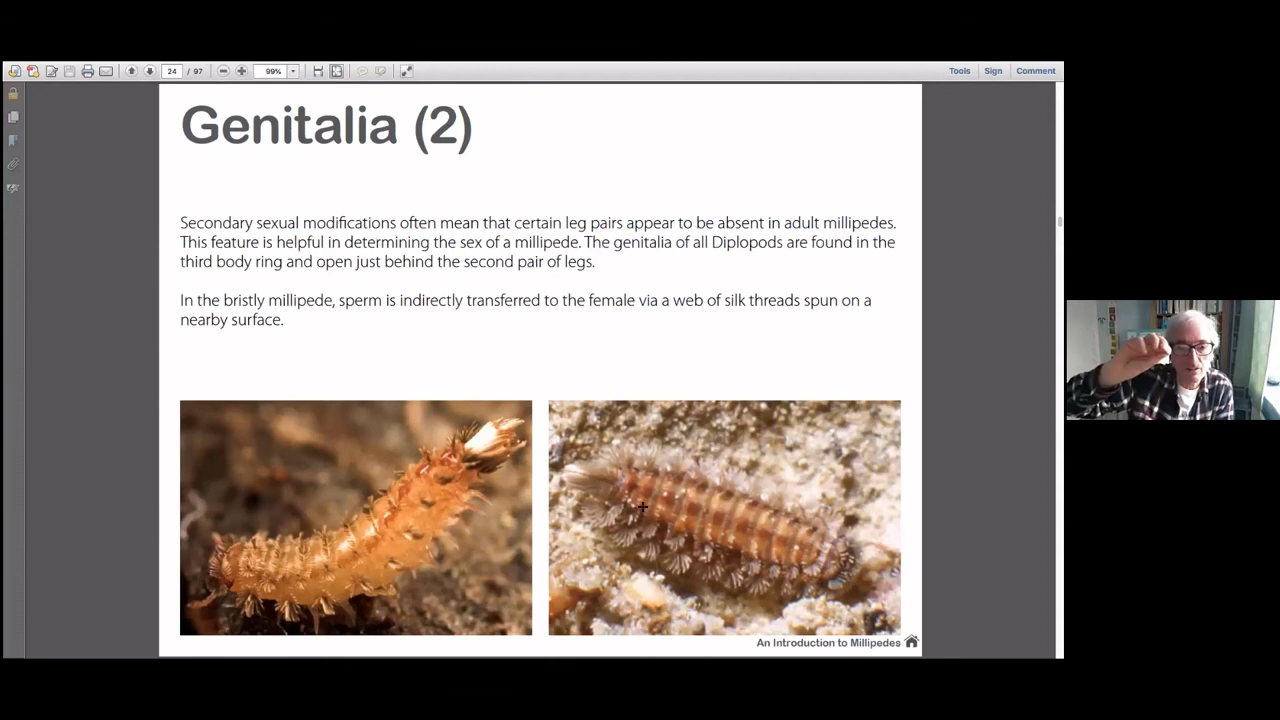 24 / 97
99%
Tools
Sign
Comment
Genitalia (2)
Secondary sexual modifications often mean that certain leg pairs appear to be absent in adult millipedes.
This feature is helpful in determining the sex of a millipede. The genitalia of all Diplopods are found in the
third body ring and open just behind the second pair of legs.
In the bristly millipede, sperm is indirectly transferred to the female via a web of silk threads spun on a
nearby surface.
An Introduction to Millipedes